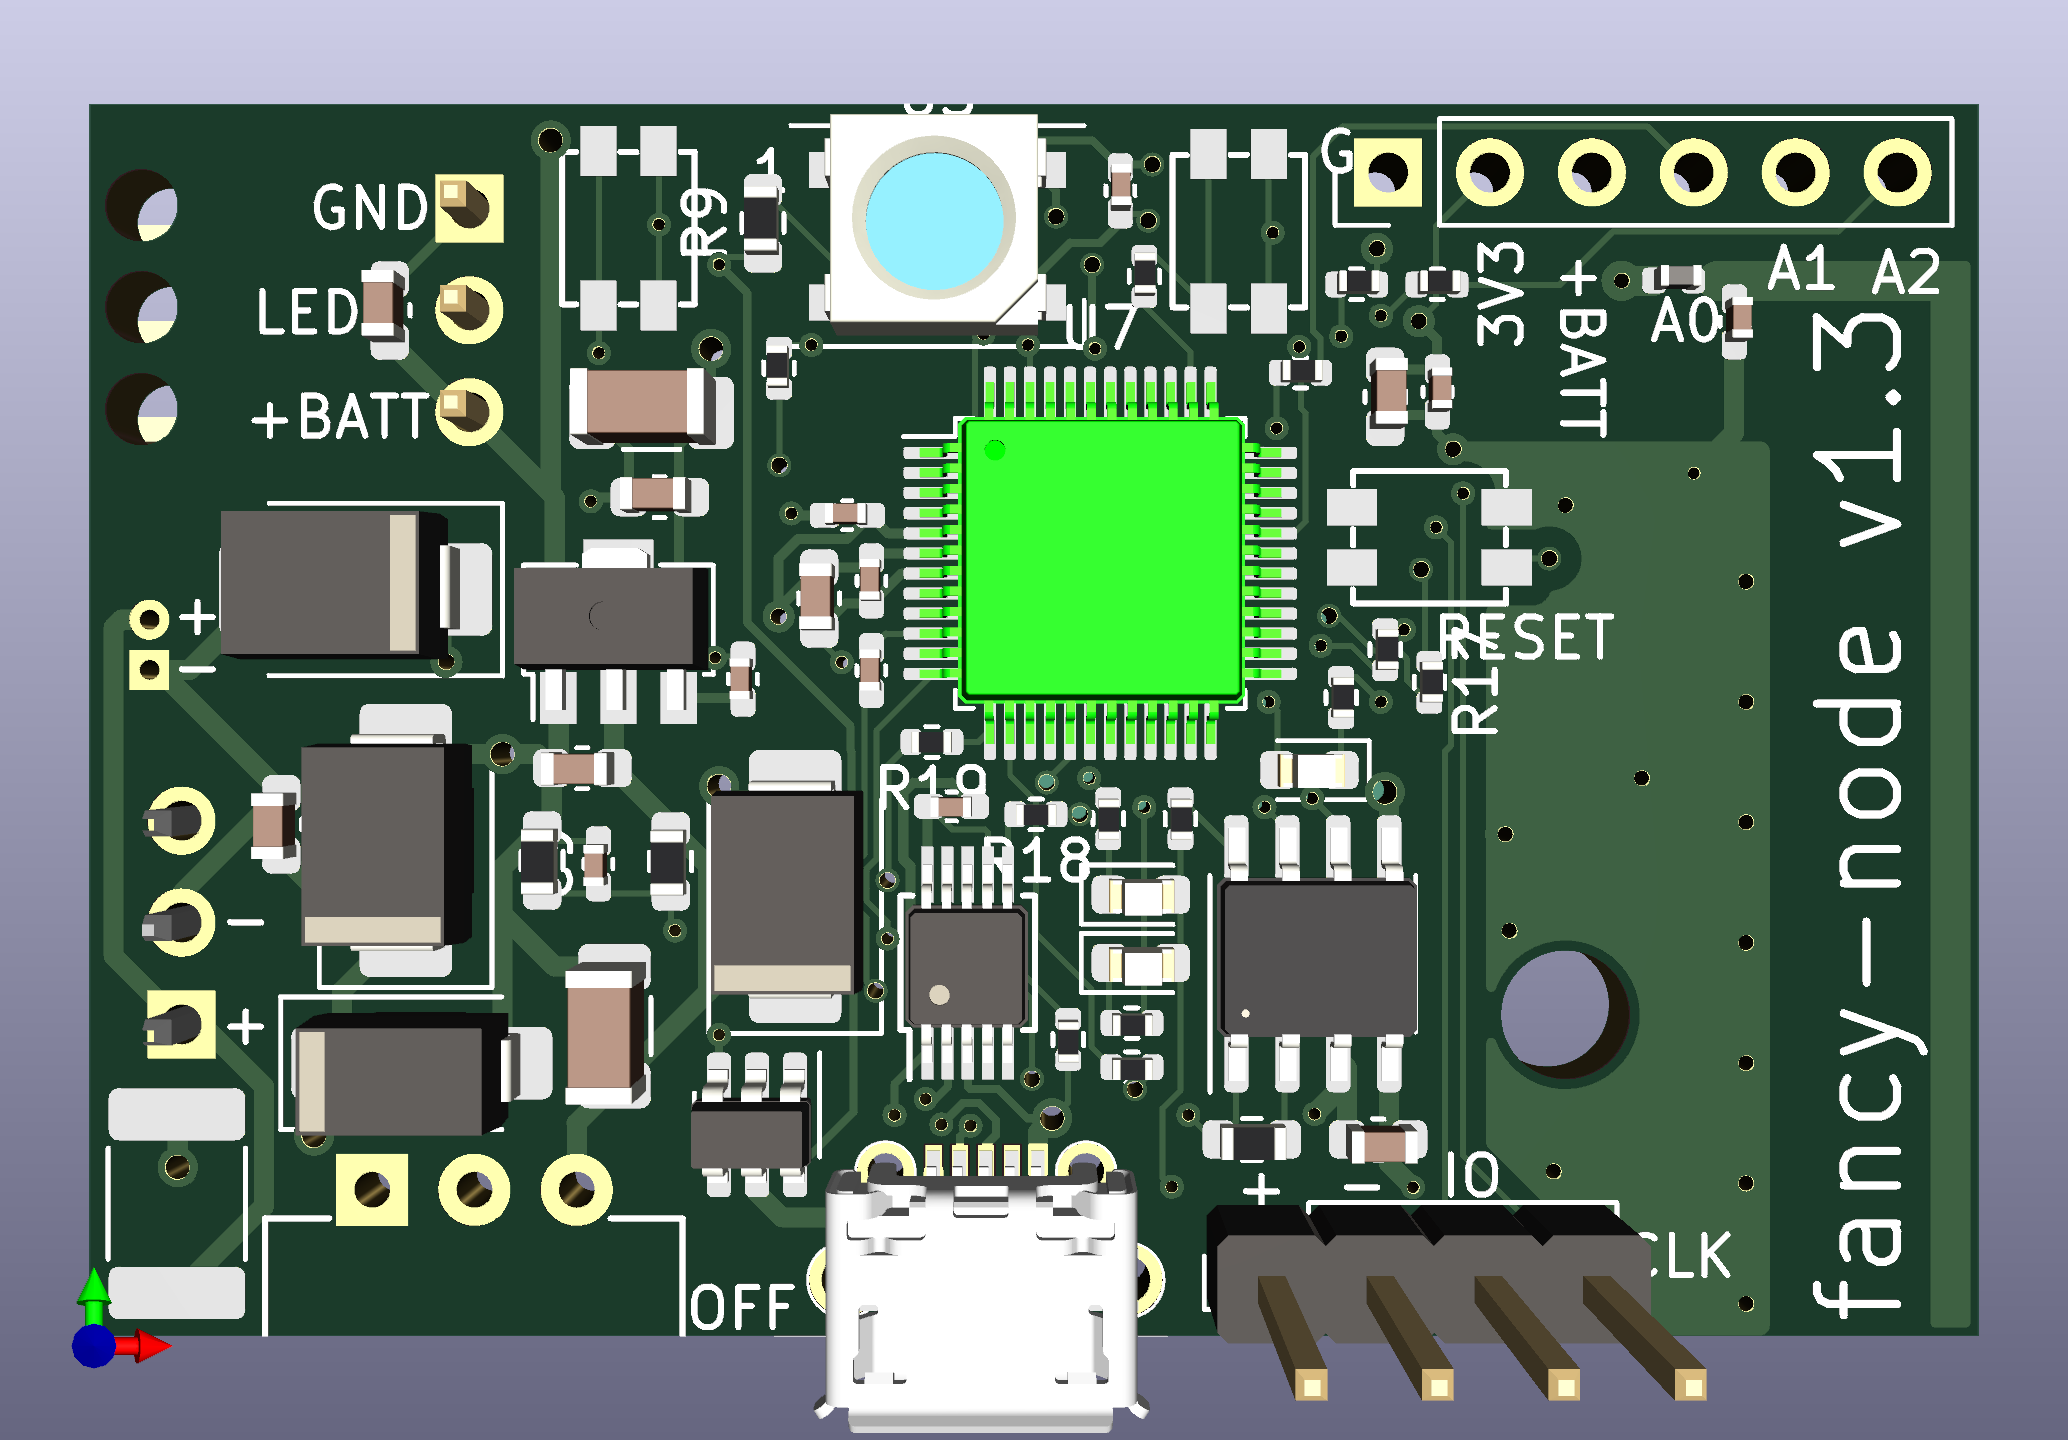 GND
LED
+BATT
R9
1
U7
G
3V3
+BATT
A0
A1
A2
fancy-node v1.3
RESET
R17
+
-
R19
R18
-
+
OFF
+
-
IO
CLK